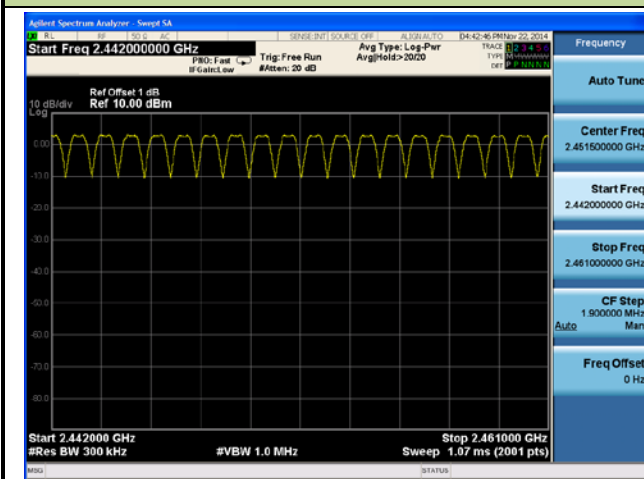 Agilent Spectrum Analyzer - Swept SA
RL RF 50 Ω AC SENSE:INT SOURCE OFF ALIGN AUTO 04:42:46 PM Nov 22, 2014
Start Freq 2.442000000 GHz
PNO: Fast
IFGain:Low
Trig: Free Run
#Atten: 20 dB
Avg Type: Log-Pwr
Avg|Hold:>20/20
TRACE 1 2 3 4 5 6
TYPE
DET P P N N N N
Ref Offset 1 dB
Ref 10.00 dBm
10 dB/div
Log
0.00
-10.0
-20.0
-30.0
-40.0
-50.0
-60.0
-70.0
-80.0
Start 2.442000 GHz
Stop 2.461000 GHz
#Res BW 300 kHz
#VBW 1.0 MHz
Sweep 1.07 ms (2001 pts)
MSG
STATUS
Frequency
Auto Tune
Center Freq
2.451500000 GHz
Start Freq
2.442000000 GHz
Stop Freq
2.461000000 GHz
CF Step
1.900000 MHz
Auto Man
Freq Offset
0 Hz